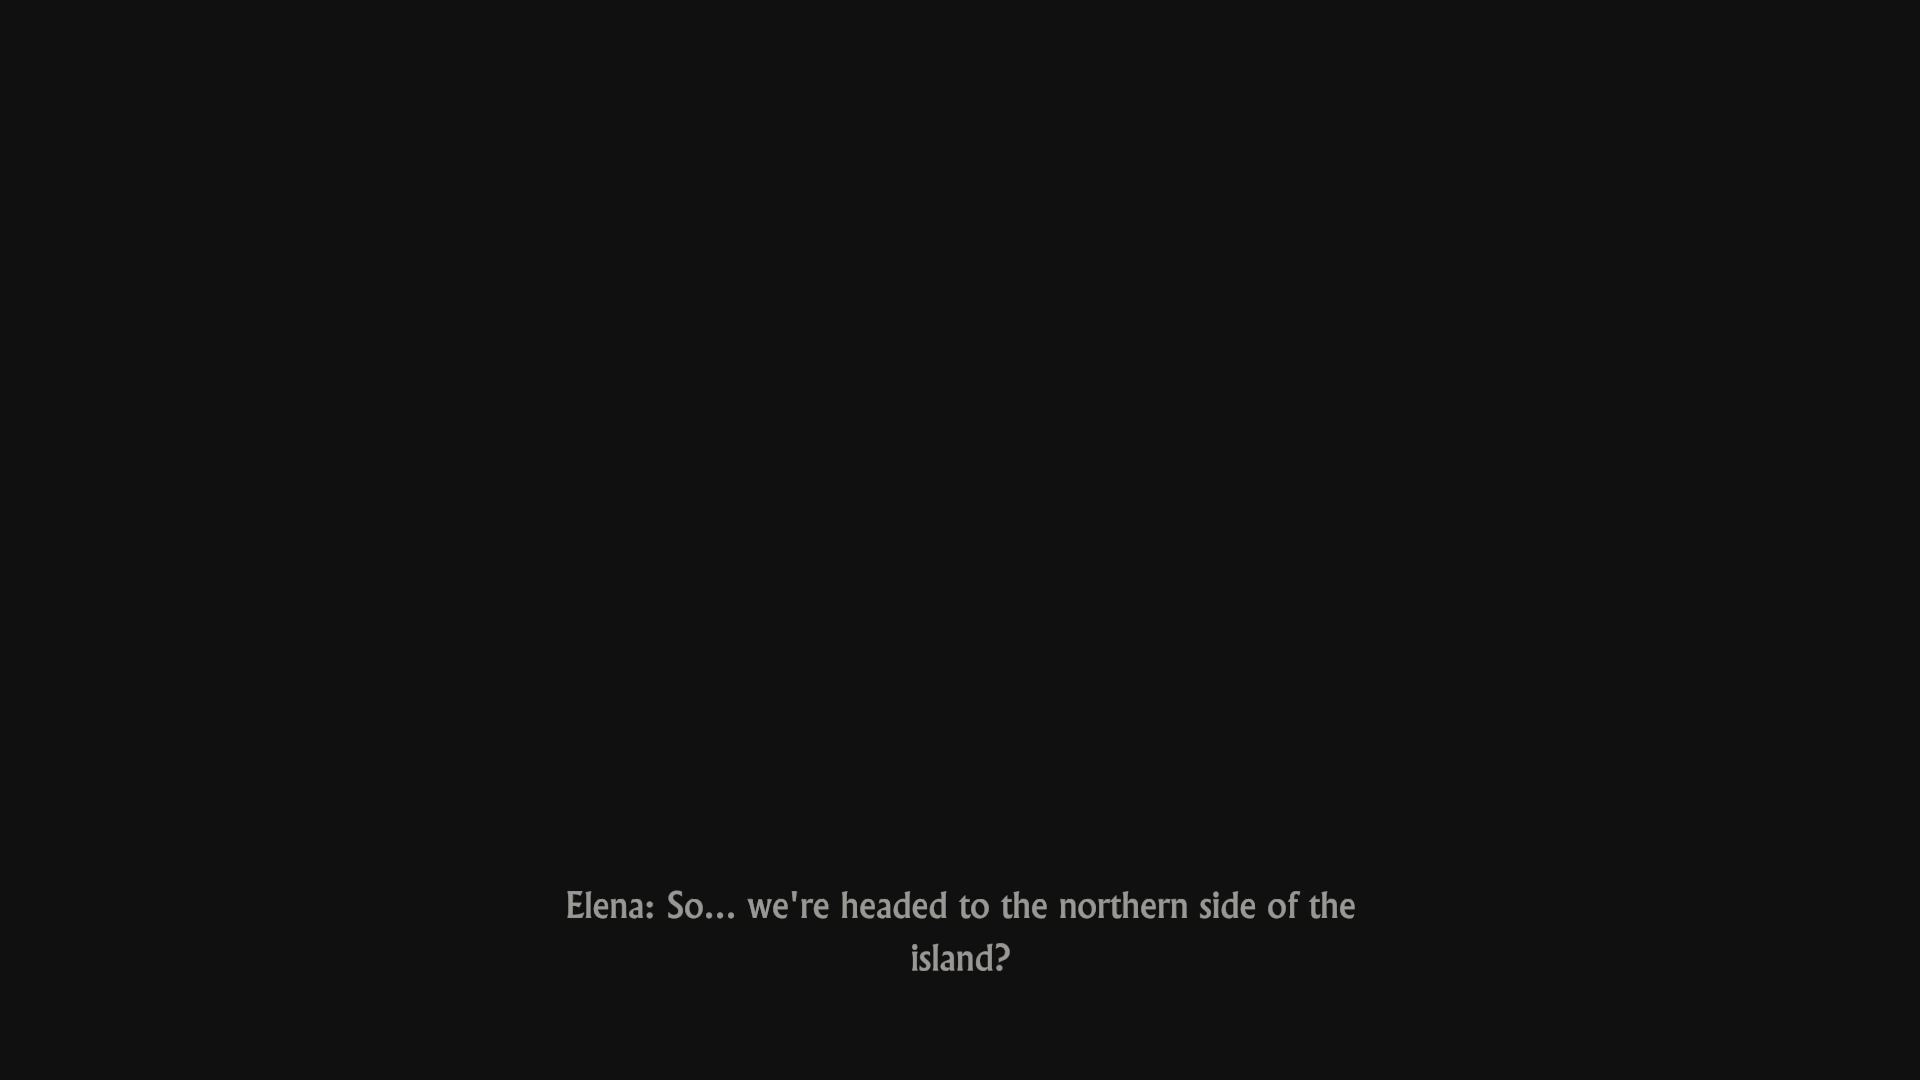 Elena: So... we're headed to the northern side of the
island?